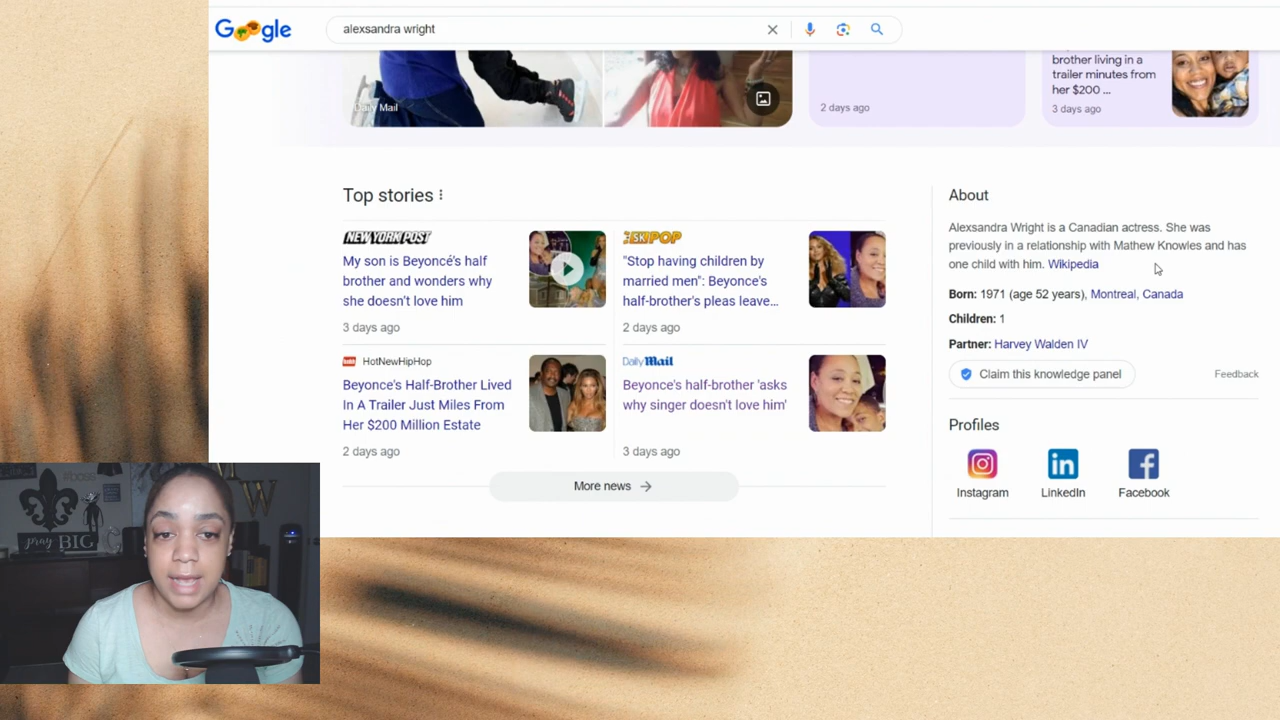 Google
alexsandra wright
Daily Mail
2 days ago
brother living in a
trailer minutes from
her $200 ...
3 days ago
Top stories
NEW YORK POST
My son is Beyoncé's half
brother and wonders why
she doesn't love him
3 days ago
SKPOP
"Stop having children by
married men": Beyonce's
half-brother's pleas leave...
2 days ago
HotNewHipHop
Beyonce's Half-Brother Lived
In A Trailer Just Miles From
Her $200 Million Estate
2 days ago
Daily Mail
Beyonce's half-brother 'asks
why singer doesn't love him'
3 days ago
More news
About
Alexsandra Wright is a Canadian actress. She was
previously in a relationship with Mathew Knowles and has
one child with him. Wikipedia
Born: 1971 (age 52 years), Montreal, Canada
Children: 1
Partner: Harvey Walden IV
Claim this knowledge panel
Feedback
Profiles
Instagram
LinkedIn
Facebook
#boss
pray BIG
W